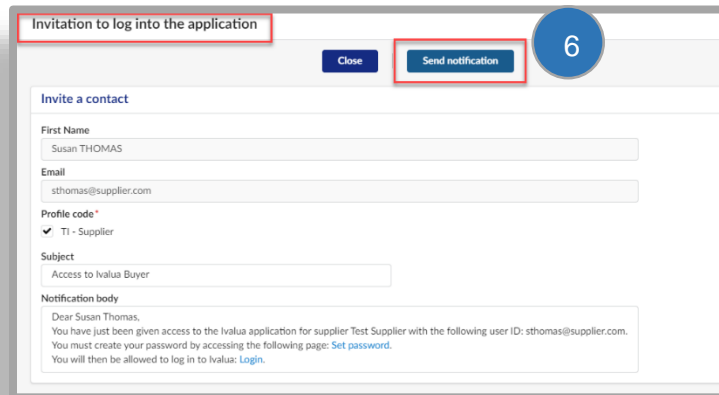 Invitation to log into the application
Close
Send notification
6
Invite a contact
First Name
Susan THOMAS
Email
sthomas@supplier.com
Profile code*
TI - Supplier
Subject
Access to Ivalua Buyer
Notification body
Dear Susan Thomas,
You have just been given access to the Ivalua application for supplier Test Supplier with the following user ID: sthomas@supplier.com.
You must create your password by accessing the following page: Set password.
You will then be allowed to log in to Ivalua: Login.